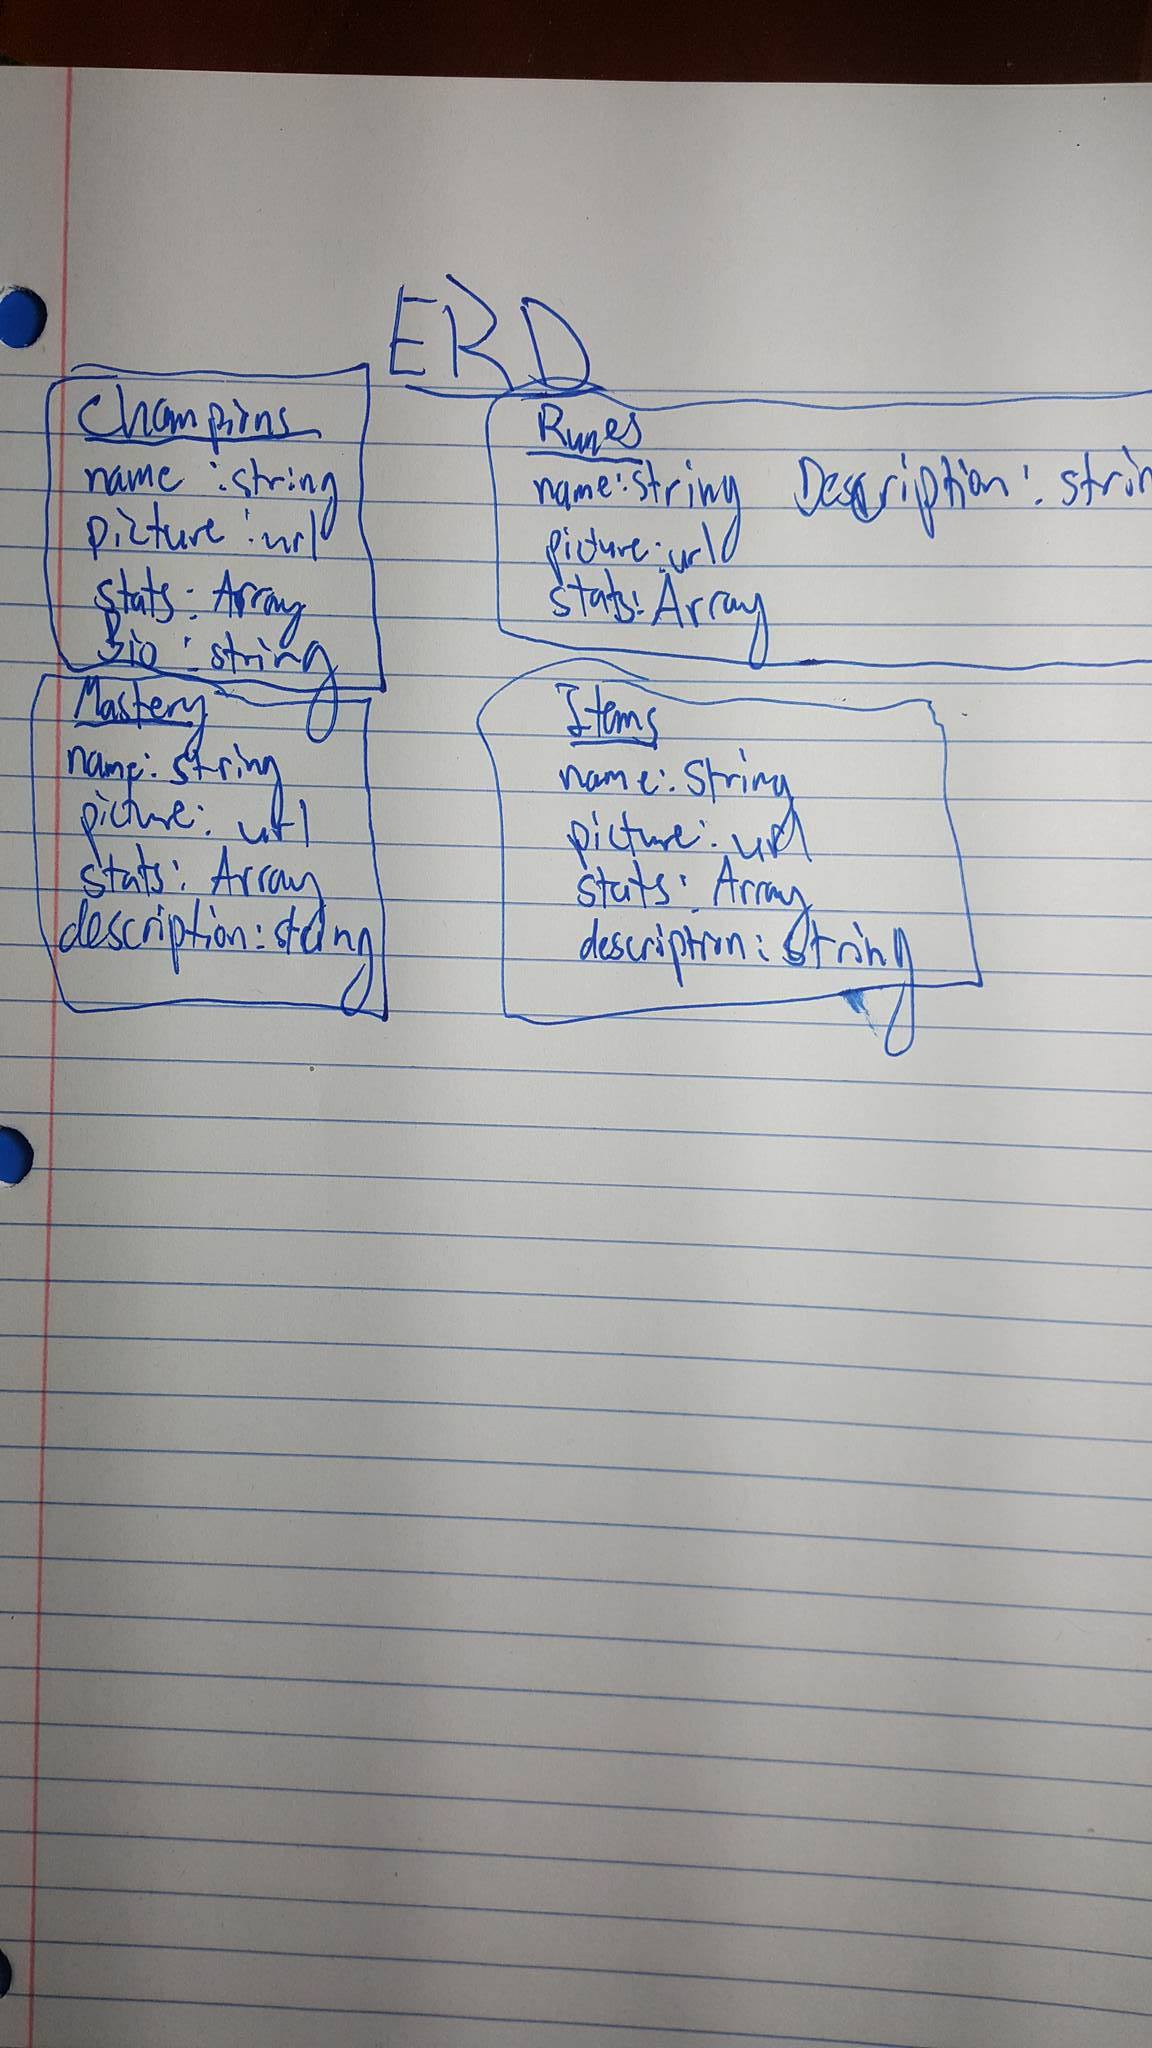 ERD
Champions
name : string
picture : url
stats : Array
Bio : string
Runes
name : string Description : strin
picture : url
stats : Array
Mastery
name : string
picture : url
stats : Array
description : string
Items
name : String
picture : url
stats : Array
description : string